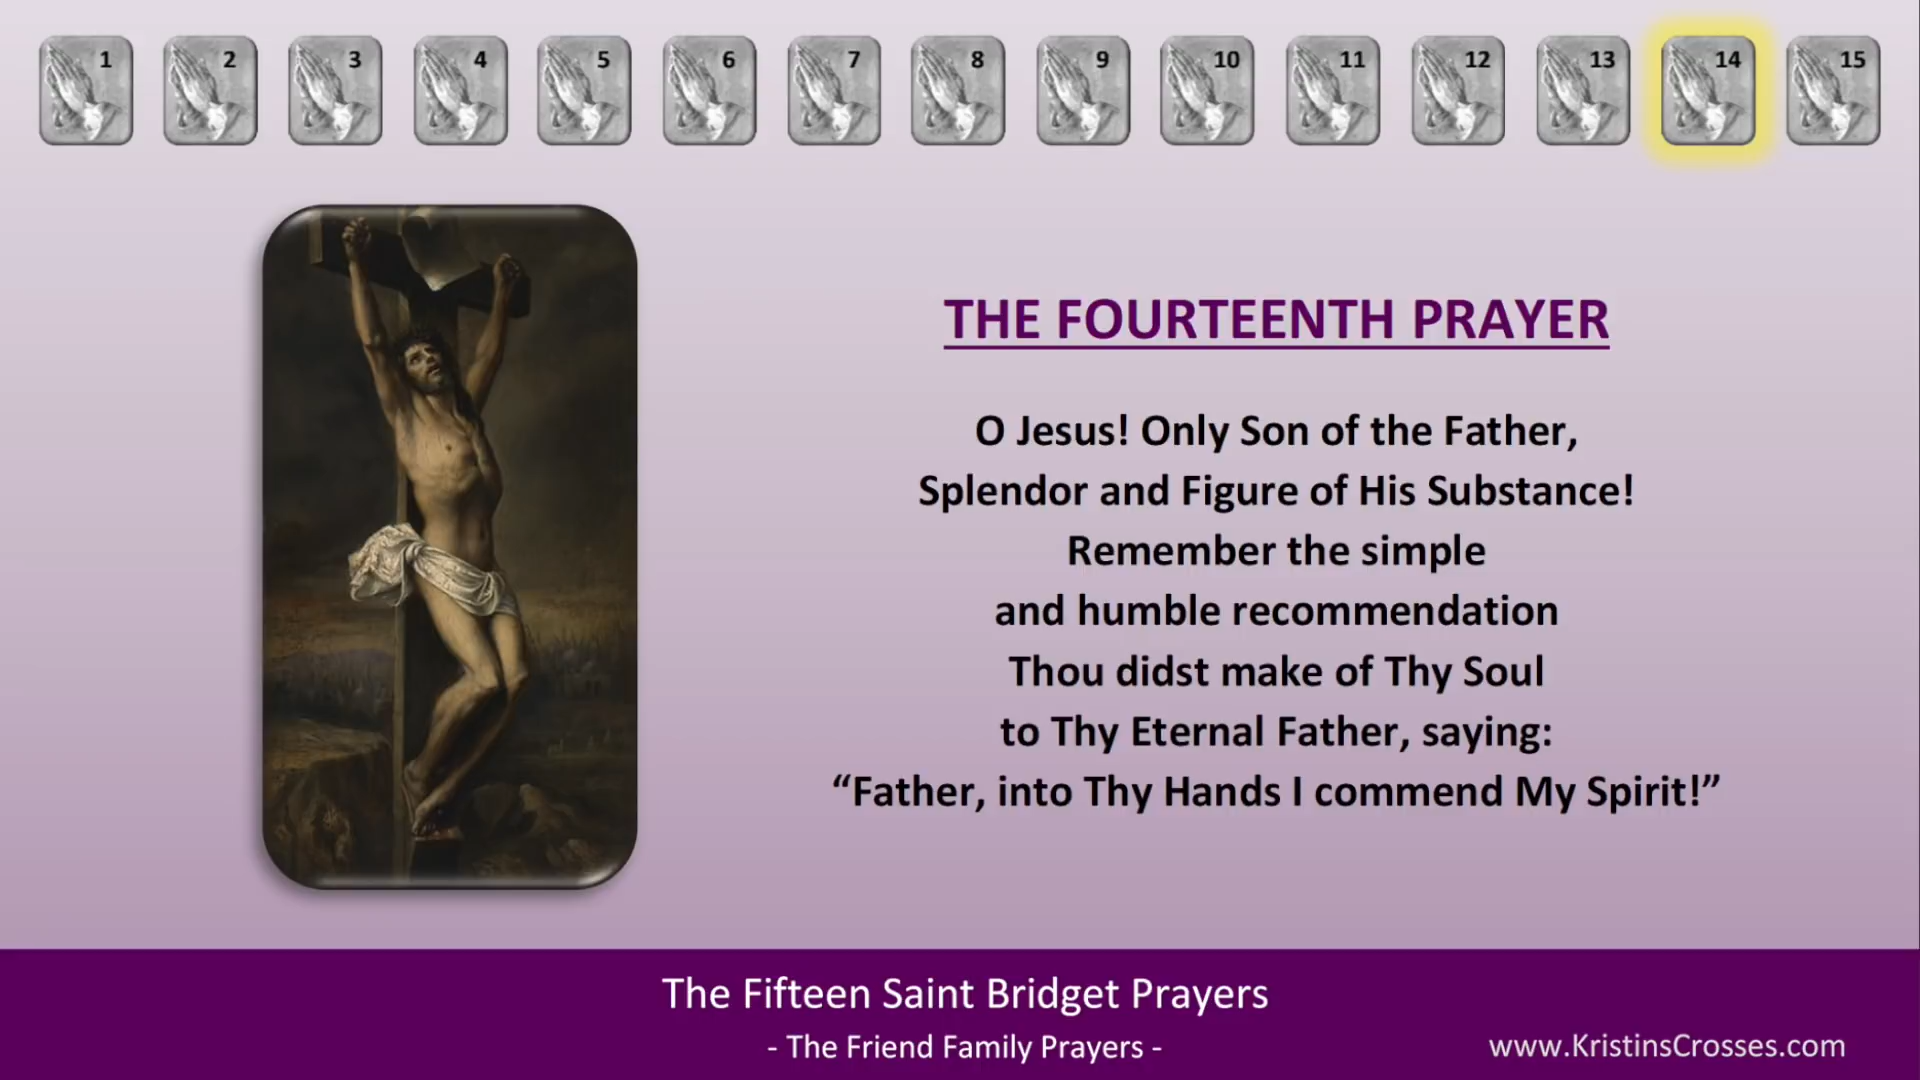 1 2 3 4 5 6 7 8 9 10 11 12 13 14 15
THE FOURTEENTH PRAYER
O Jesus! Only Son of the Father,
Splendor and Figure of His Substance!
Remember the simple
and humble recommendation
Thou didst make of Thy Soul
to Thy Eternal Father, saying:
“Father, into Thy Hands I commend My Spirit!”
The Fifteen Saint Bridget Prayers
- The Friend Family Prayers -
www.KristinsCrosses.com